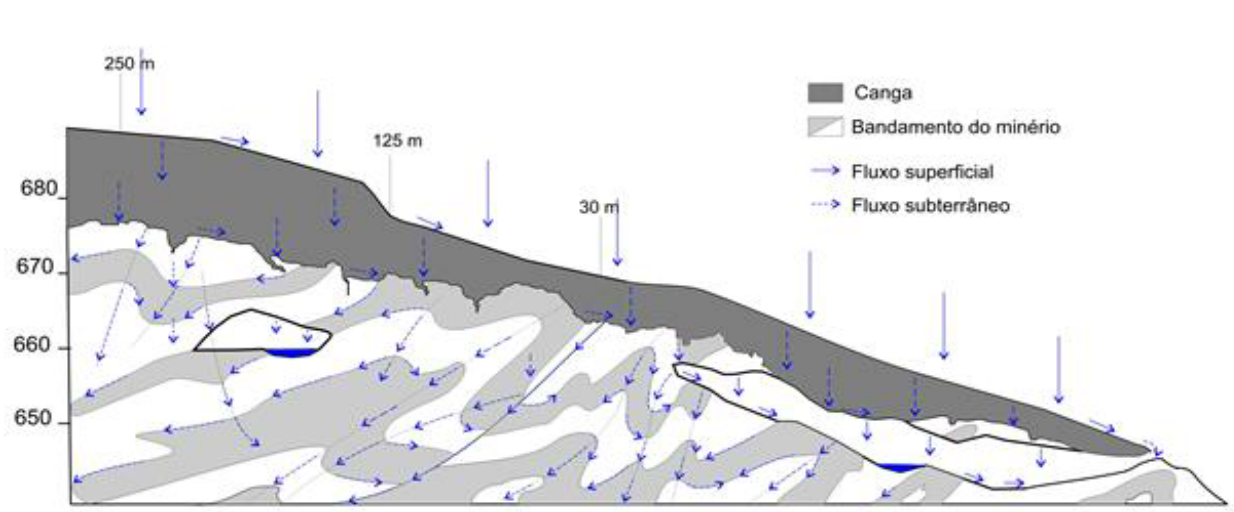 250 m
125 m
30 m
Canga
Bandamento do minério
Fluxo superficial
Fluxo subterrâneo
680
670
660
650